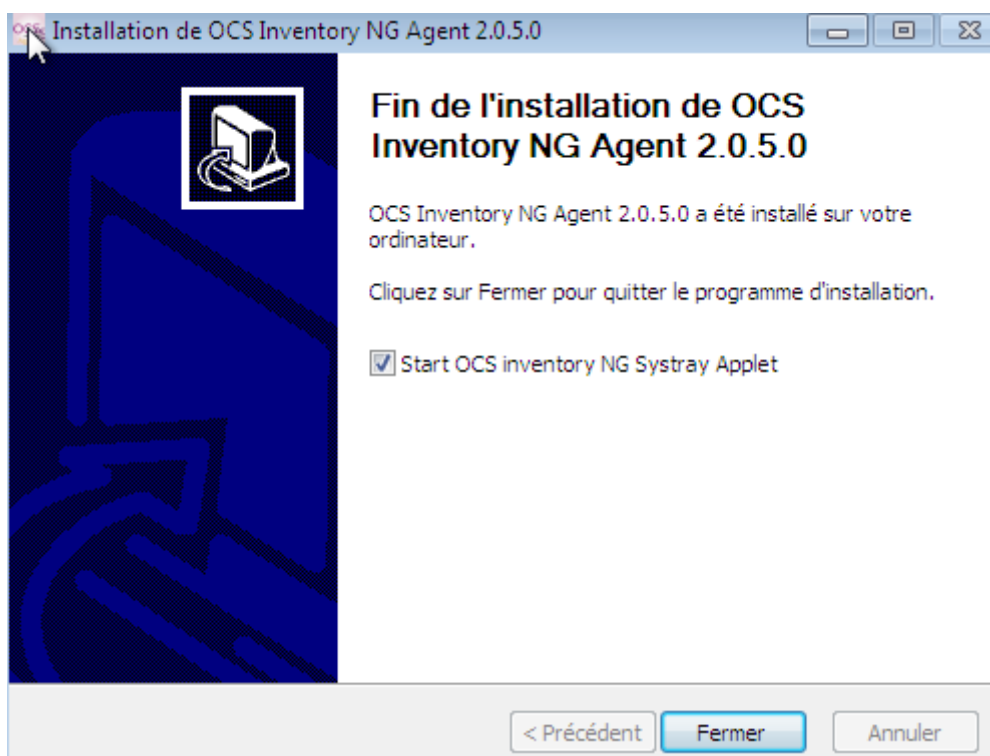 Installation de OCS Inventory NG Agent 2.0.5.0
Fin de l'installation de OCS
Inventory NG Agent 2.0.5.0
OCS Inventory NG Agent 2.0.5.0 a été installé sur votre
ordinateur.
Cliquez sur Fermer pour quitter le programme d'installation.
Start OCS inventory NG Systray Applet
< Précédent
Fermer
Annuler